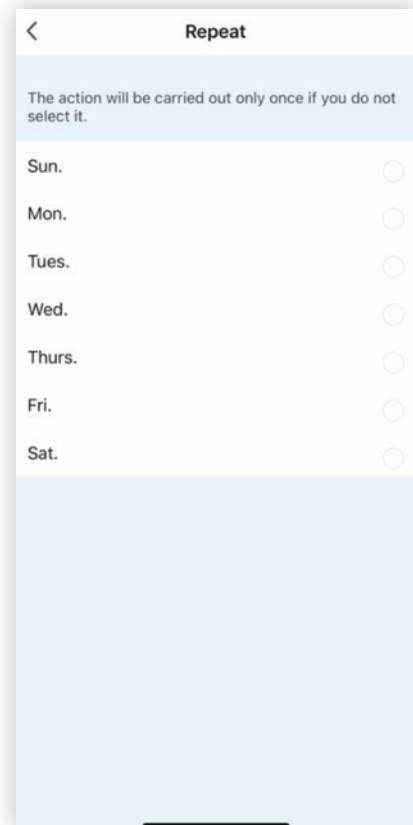 Repeat
The action will be carried out only once if you do not
select it.
Sun.
Mon.
Tues.
Wed.
Thurs.
Fri.
Sat.